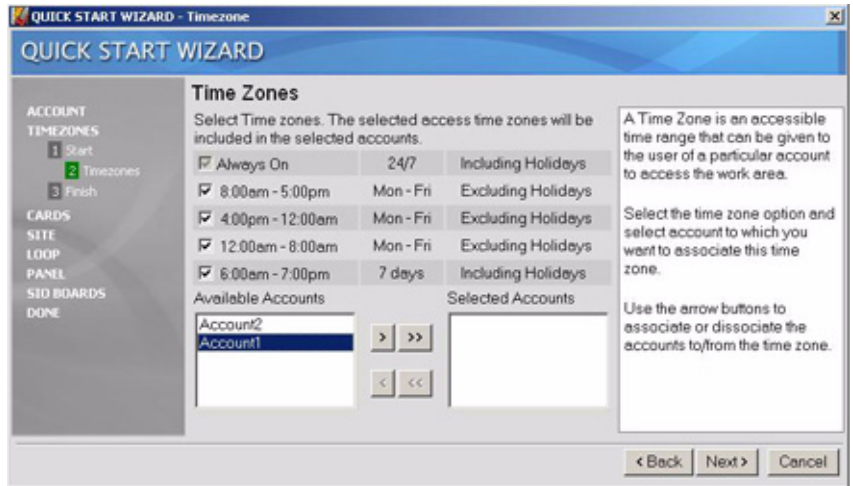 QUICK START WIZARD - Timezone
QUICK START WIZARD
ACCOUNT
TIMEZONES
1 Start
2 Timezones
3 Finish
CARDS
SITE
LOOP
PANEL
SIO BOARDS
DONE
Time Zones
Select Time zones. The selected access time zones will be
included in the selected accounts.
Always On 24/7 Including Holidays
8:00am - 5:00pm Mon - Fri Excluding Holidays
4:00pm - 12:00am Mon - Fri Excluding Holidays
12:00am - 8:00am Mon - Fri Excluding Holidays
6:00am - 7:00pm 7 days Including Holidays
Available Accounts Selected Accounts
Account2
Account1
> >>
< <<
A Time Zone is an accessible
time range that can be given to
the user of a particular account
to access the work area.
Select the time zone option and
select account to which you
want to associate this time
zone.
Use the arrow buttons to
associate or dissociate the
accounts to/from the time zone.
< Back Next > Cancel